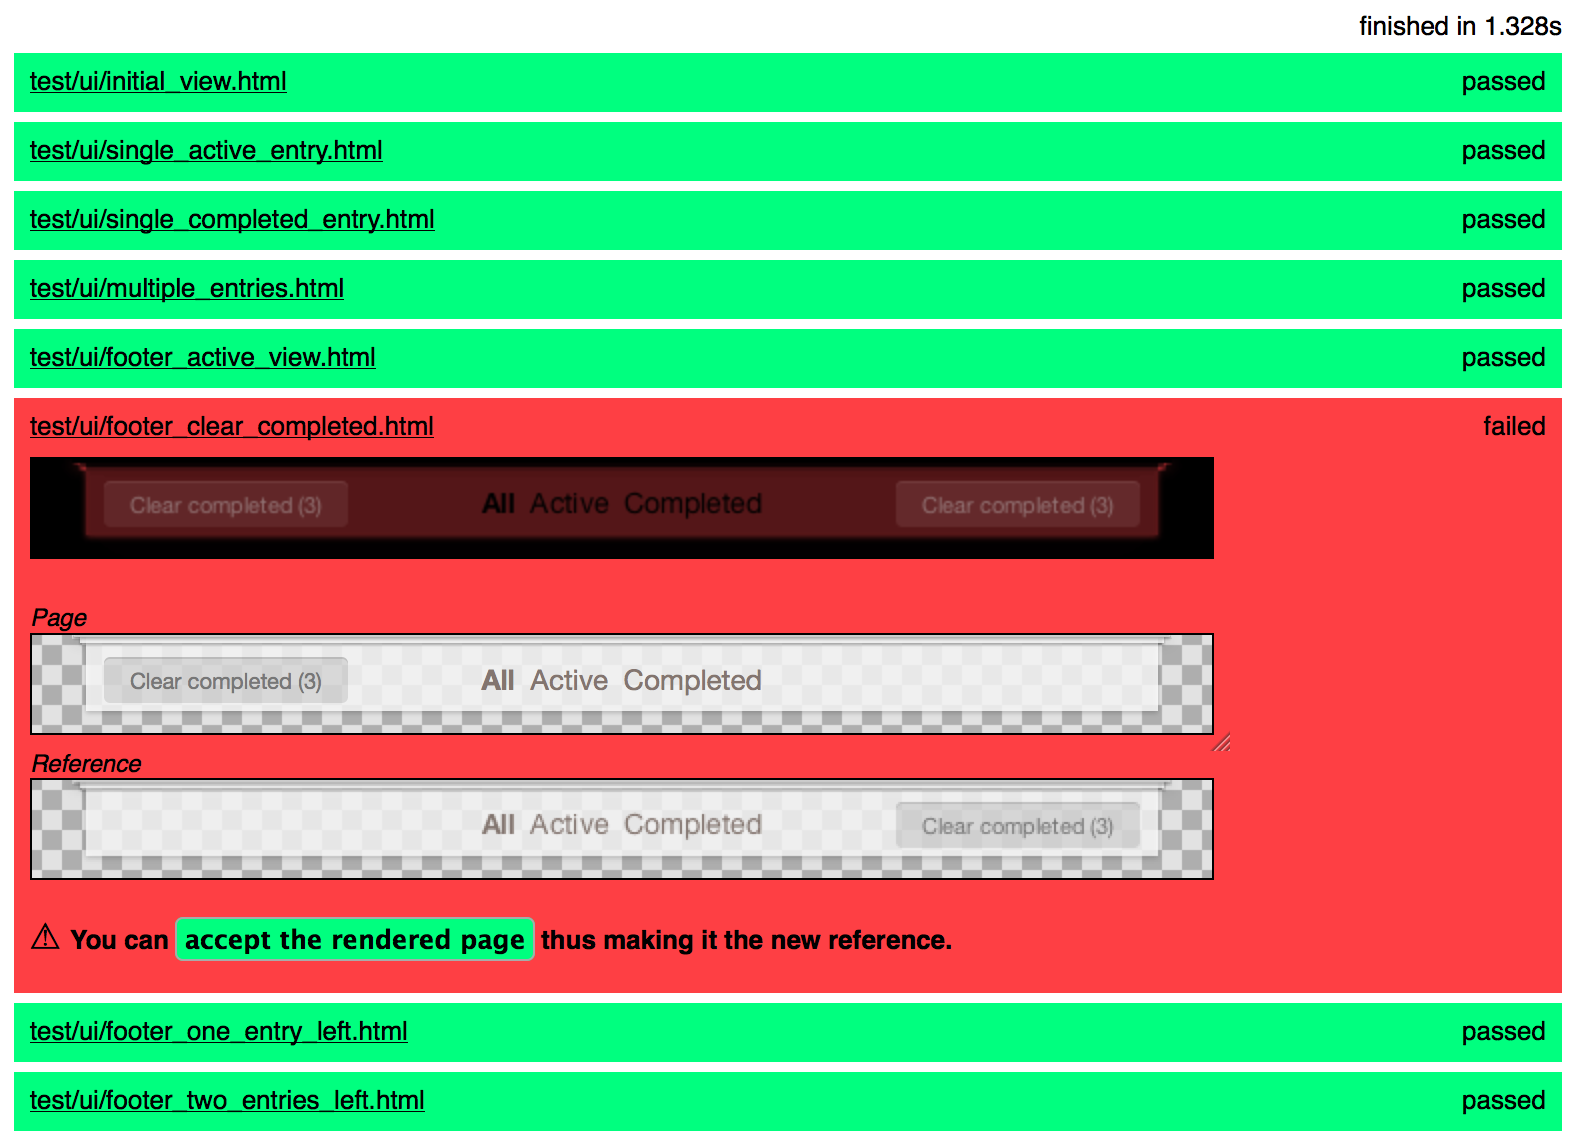 finished in 1.328s
test/ui/initial_view.html passed
test/ui/single_active_entry.html passed
test/ui/single_completed_entry.html passed
test/ui/multiple_entries.html passed
test/ui/footer_active_view.html passed
test/ui/footer_clear_completed.html failed
Clear completed (3) All Active Completed Clear completed (3)
Page
Clear completed (3) All Active Completed
Reference
All Active Completed Clear completed (3)
⚠ You can accept the rendered page thus making it the new reference.
test/ui/footer_one_entry_left.html passed
test/ui/footer_two_entries_left.html passed